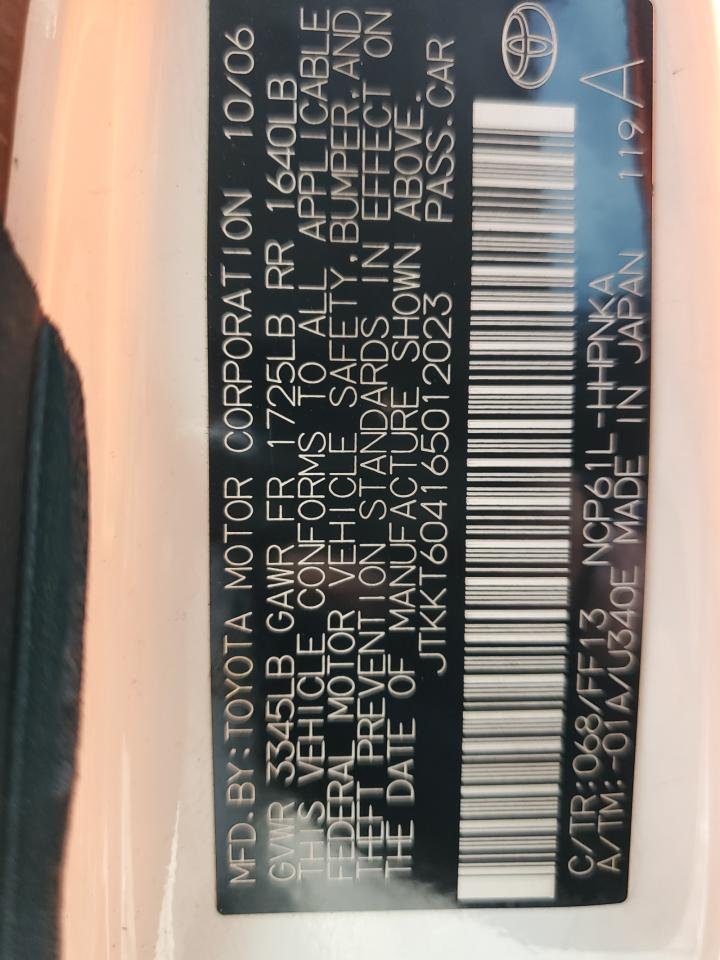 MFD.BY:TOYOTA MOTOR CORPORATION 10/06
GVWR 3345LB GAWR FR 1725LB RR 1640LB
THIS VEHICLE CONFORMS TO ALL APPLICABLE
FEDERAL MOTOR VEHICLE SAFETY,BUMPER,AND
THEFT PREVENTION STANDARDS IN EFFECT ON
THE DATE OF MANUFACTURE SHOWN ABOVE.
JTKKT604165012023 PASS.CAR
C/TR:068/FF13 NCP61L-HHPNKA
A/TM:-01A/U340E MADE IN JAPAN 119A